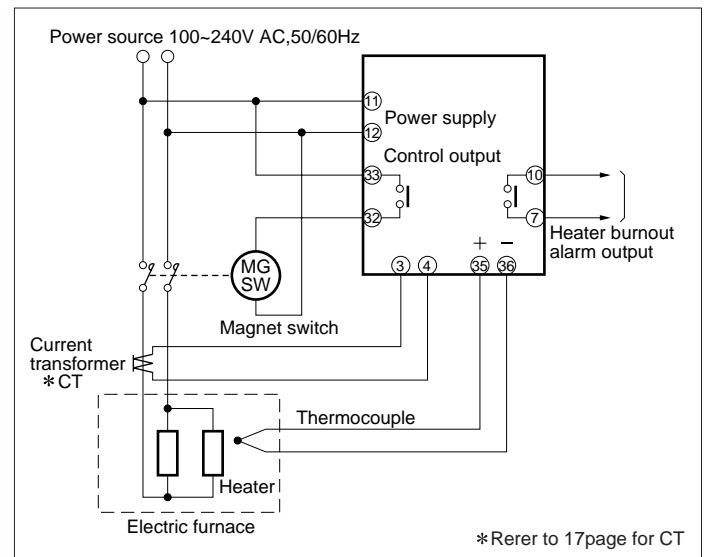 Power source 100~240V AC,50/60Hz
11
Power supply
12
Control output
33
10
32
7
Heater burnout
alarm output
+ −
3 4 35 36
MG
SW
Magnet switch
Current
transformer
＊CT
Thermocouple
Heater
Electric furnace
＊Rerer to 17page for CT